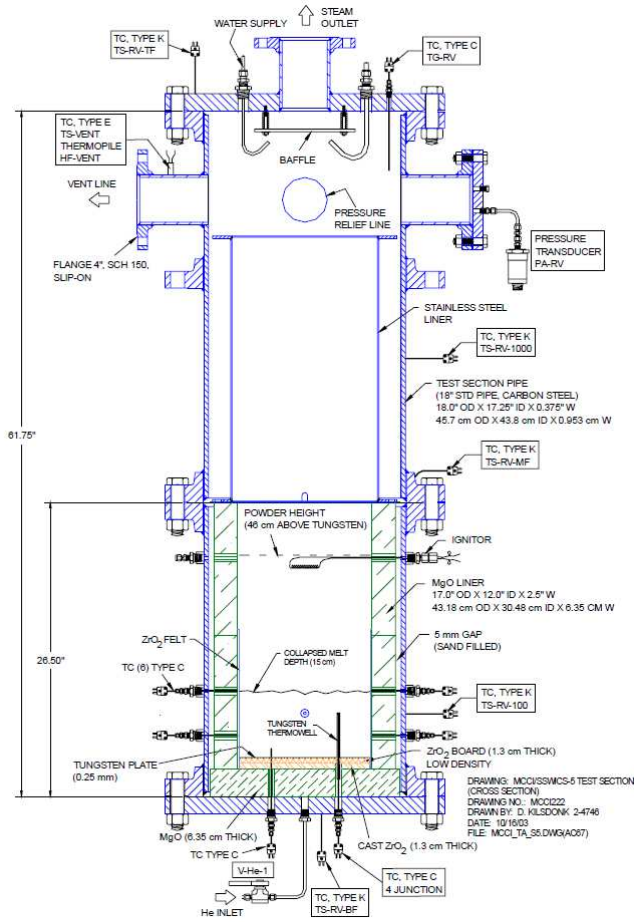 STEAM
OUTLET
WATER SUPPLY
TC, TYPE K
TS-RV-TF
TC, TYPE C
TG-RV
TC, TYPE E
TS-VENT
THERMOPILE
HF-VENT
BAFFLE
VENT LINE
PRESSURE
RELIEF LINE
FLANGE 4", SCH 150,
SLIP-ON
PRESSURE
TRANSDUCER
PA-RV
STAINLESS STEEL
LINER
TC, TYPE K
TS-RV-1000
TEST SECTION PIPE
(18" STD PIPE, CARBON STEEL)
18.0" OD X 17.25" ID X 0.375" W
45.7 cm OD X 43.8 cm ID X 0.953 cm W
61.75"
TC, TYPE K
TS-RV-MF
POWDER HEIGHT
(46 cm ABOVE TUNGSTEN)
IGNITOR
MgO LINER
17.0" OD X 12.0" ID X 2.5" W
43.18 cm OD X 30.48 cm ID X 6.35 CM W
26.50"
ZrO2 FELT
5 mm GAP
(SAND FILLED)
COLLAPSED MELT
DEPTH (15 cm)
TC (6) TYPE C
TC, TYPE K
TS-RV-100
TUNGSTEN
THERMOWELL
TUNGSTEN PLATE
(0.25 mm)
ZrO2 BOARD (1.3 cm THICK)
LOW DENSITY
DRAWING: MCCI/SSWICS-5 TEST SECTION
(CROSS SECTION)
DRAWING NO.: MCCI222
DRAWN BY: D. KILSDONK 2-4746
DATE: 10/16/03
FILE: MCCI_TA_S5.DWG(AC67)
MgO (6.35 cm THICK)
CAST ZrO2 (1.3 cm THICK)
TC TYPE C
V-He-1
TC, TYPE C
4 JUNCTION
He INLET
TC, TYPE K
TS-RV-BF